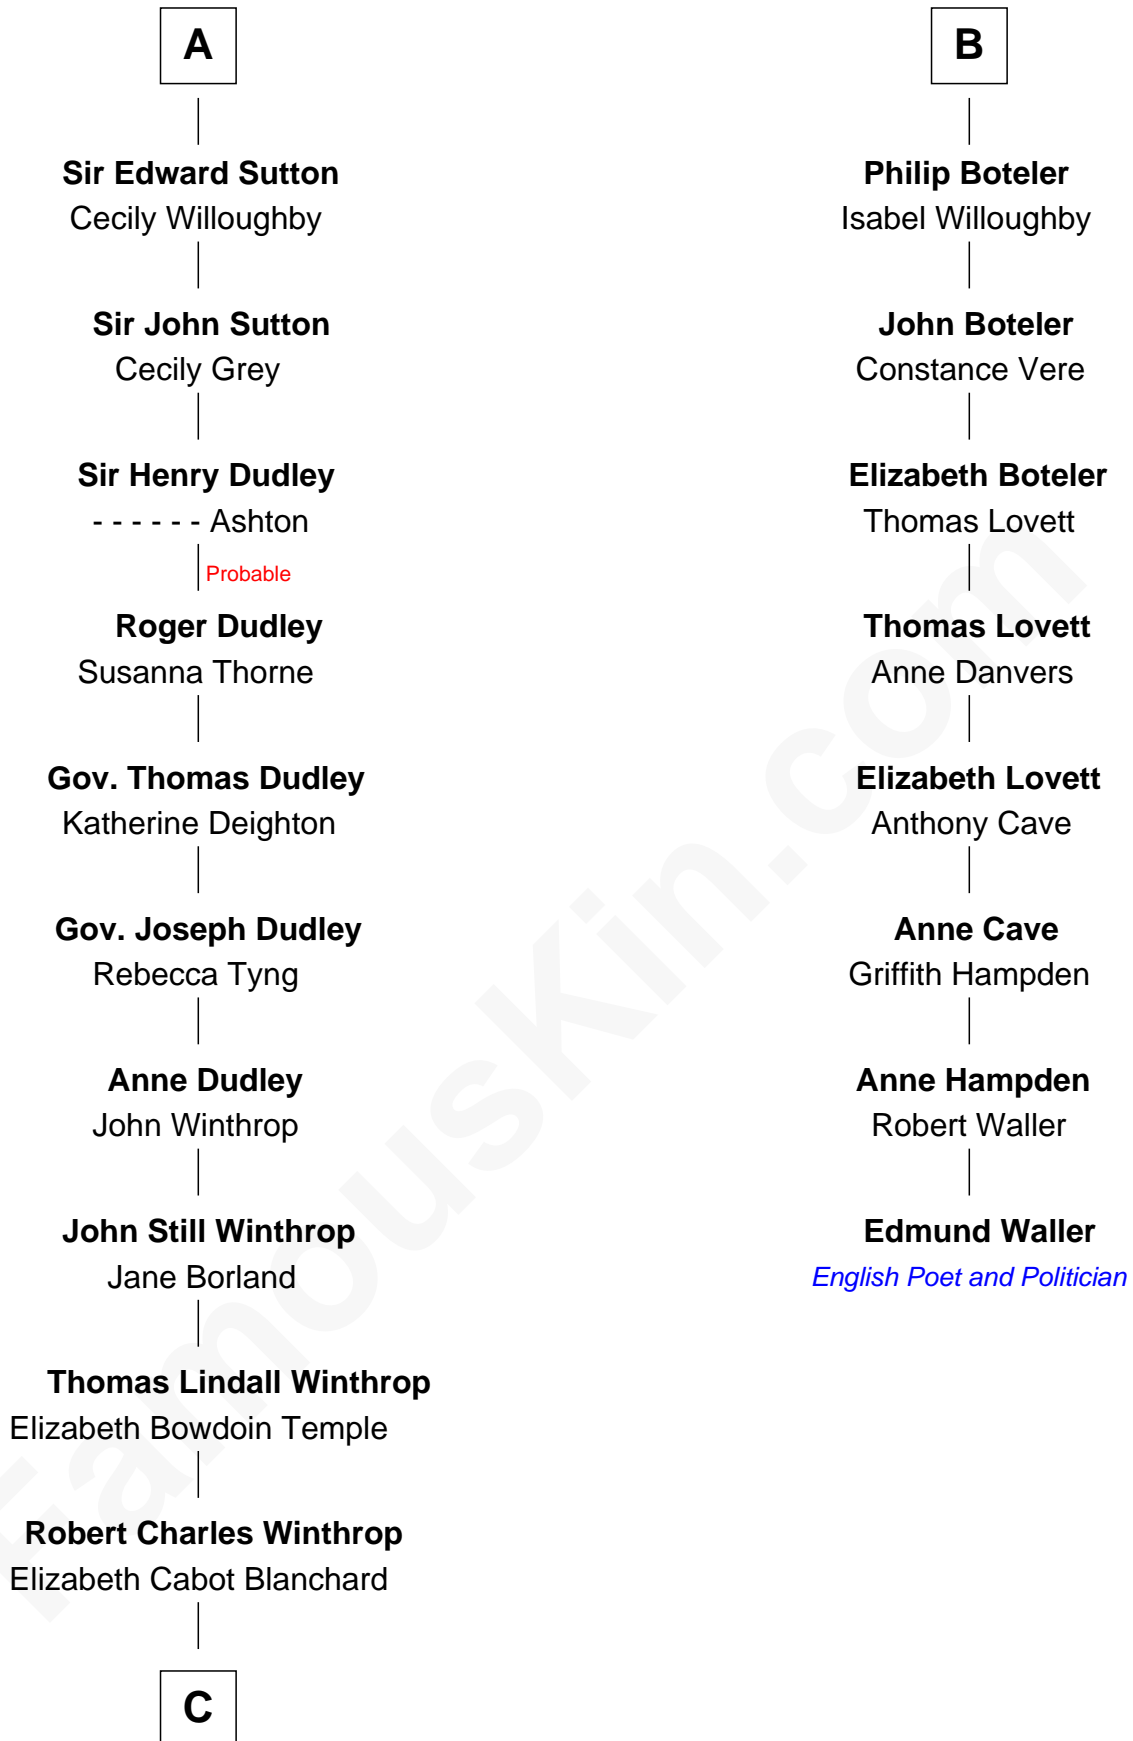 A
Sir Edward Sutton
Cecily Willoughby
Sir John Sutton
Cecily Grey
Sir Henry Dudley
- - - - - - Ashton
Probable
Roger Dudley
Susanna Thorne
Gov. Thomas Dudley
Katherine Deighton
Gov. Joseph Dudley
Rebecca Tyng
Anne Dudley
John Winthrop
John Still Winthrop
Jane Borland
Thomas Lindall Winthrop
Elizabeth Bowdoin Temple
Robert Charles Winthrop
Elizabeth Cabot Blanchard
C
B
Philip Boteler
Isabel Willoughby
John Boteler
Constance Vere
Elizabeth Boteler
Thomas Lovett
Thomas Lovett
Anne Danvers
Elizabeth Lovett
Anthony Cave
Anne Cave
Griffith Hampden
Anne Hampden
Robert Waller
Edmund Waller
English Poet and Politician
FamousKin.com